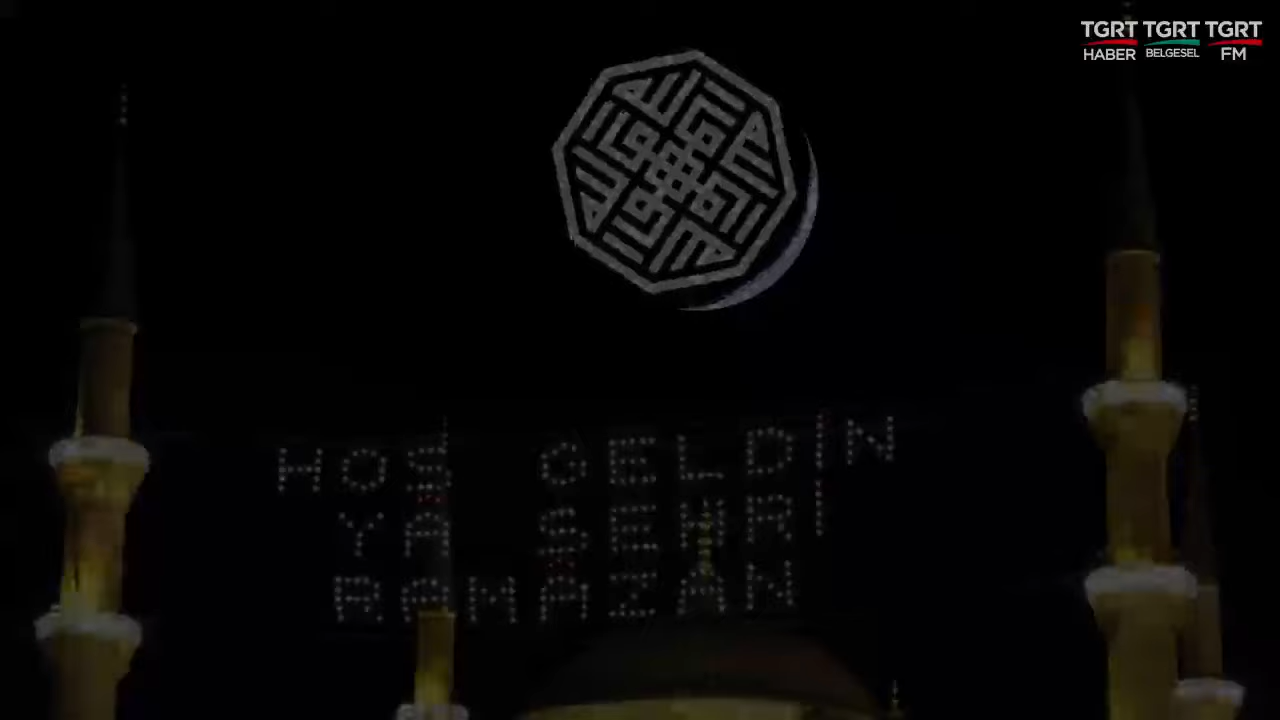 TGRT TGRT TGRT
HABER BELGESEL FM
HOŞ GELDİN
YA ŞEHRİ
RAMAZAN